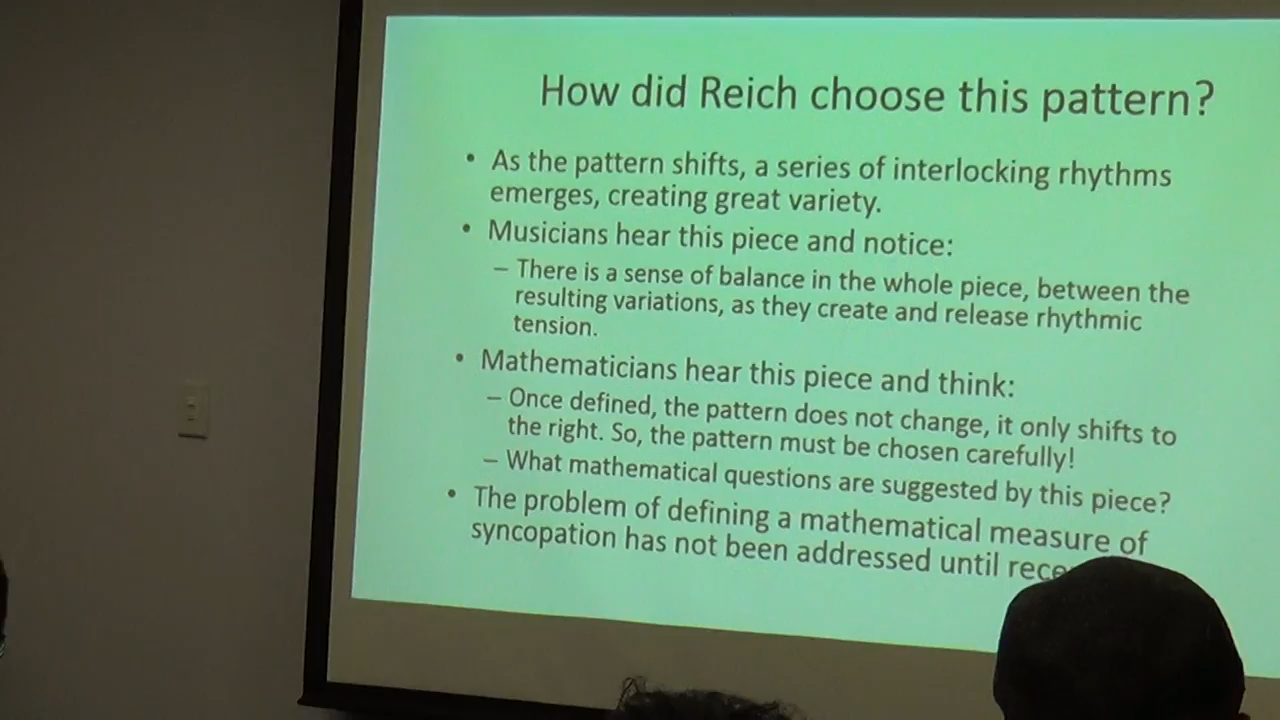 How did Reich choose this pattern?
• As the pattern shifts, a series of interlocking rhythms
emerges, creating great variety.
• Musicians hear this piece and notice:
– There is a sense of balance in the whole piece, between the
resulting variations, as they create and release rhythmic
tension.
• Mathematicians hear this piece and think:
– Once defined, the pattern does not change, it only shifts to
the right. So, the pattern must be chosen carefully!
– What mathematical questions are suggested by this piece?
• The problem of defining a mathematical measure of
syncopation has not been addressed until